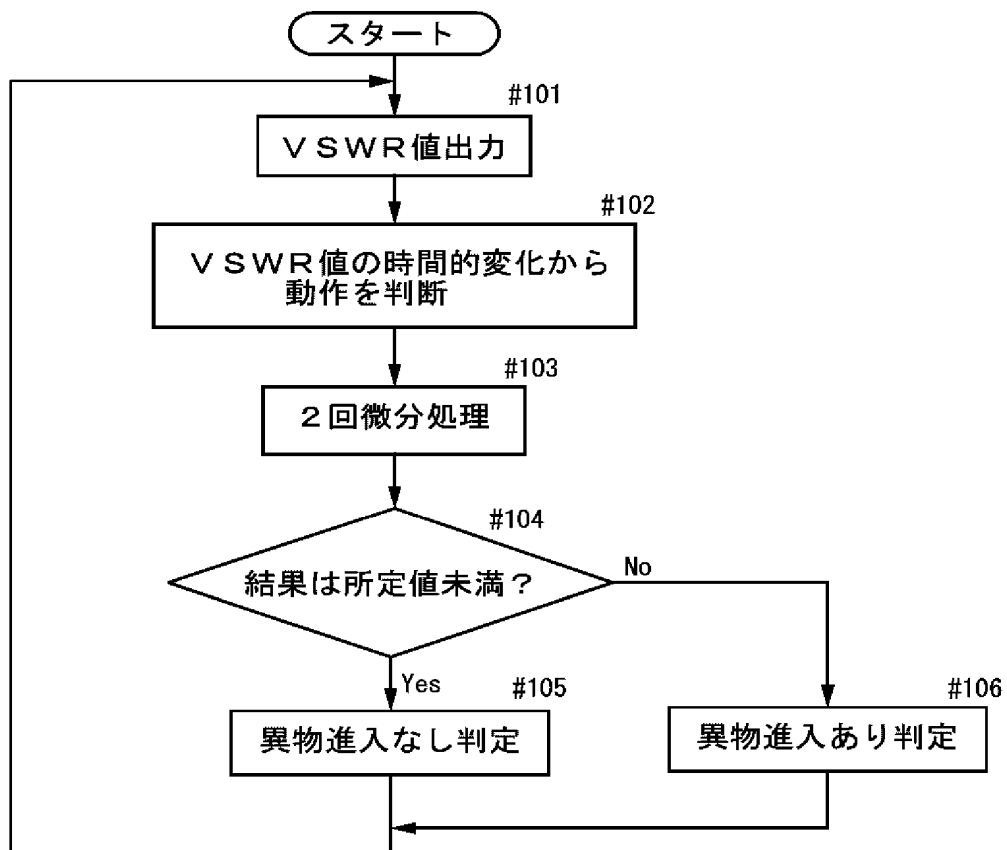 スタート
#101
ＶＳＷＲ値出力
#102
ＶＳＷＲ値の時間的変化から
動作を判断
#103
２回微分処理
#104
結果は所定値未満？
No
Yes
#105
異物進入なし判定
#106
異物進入あり判定